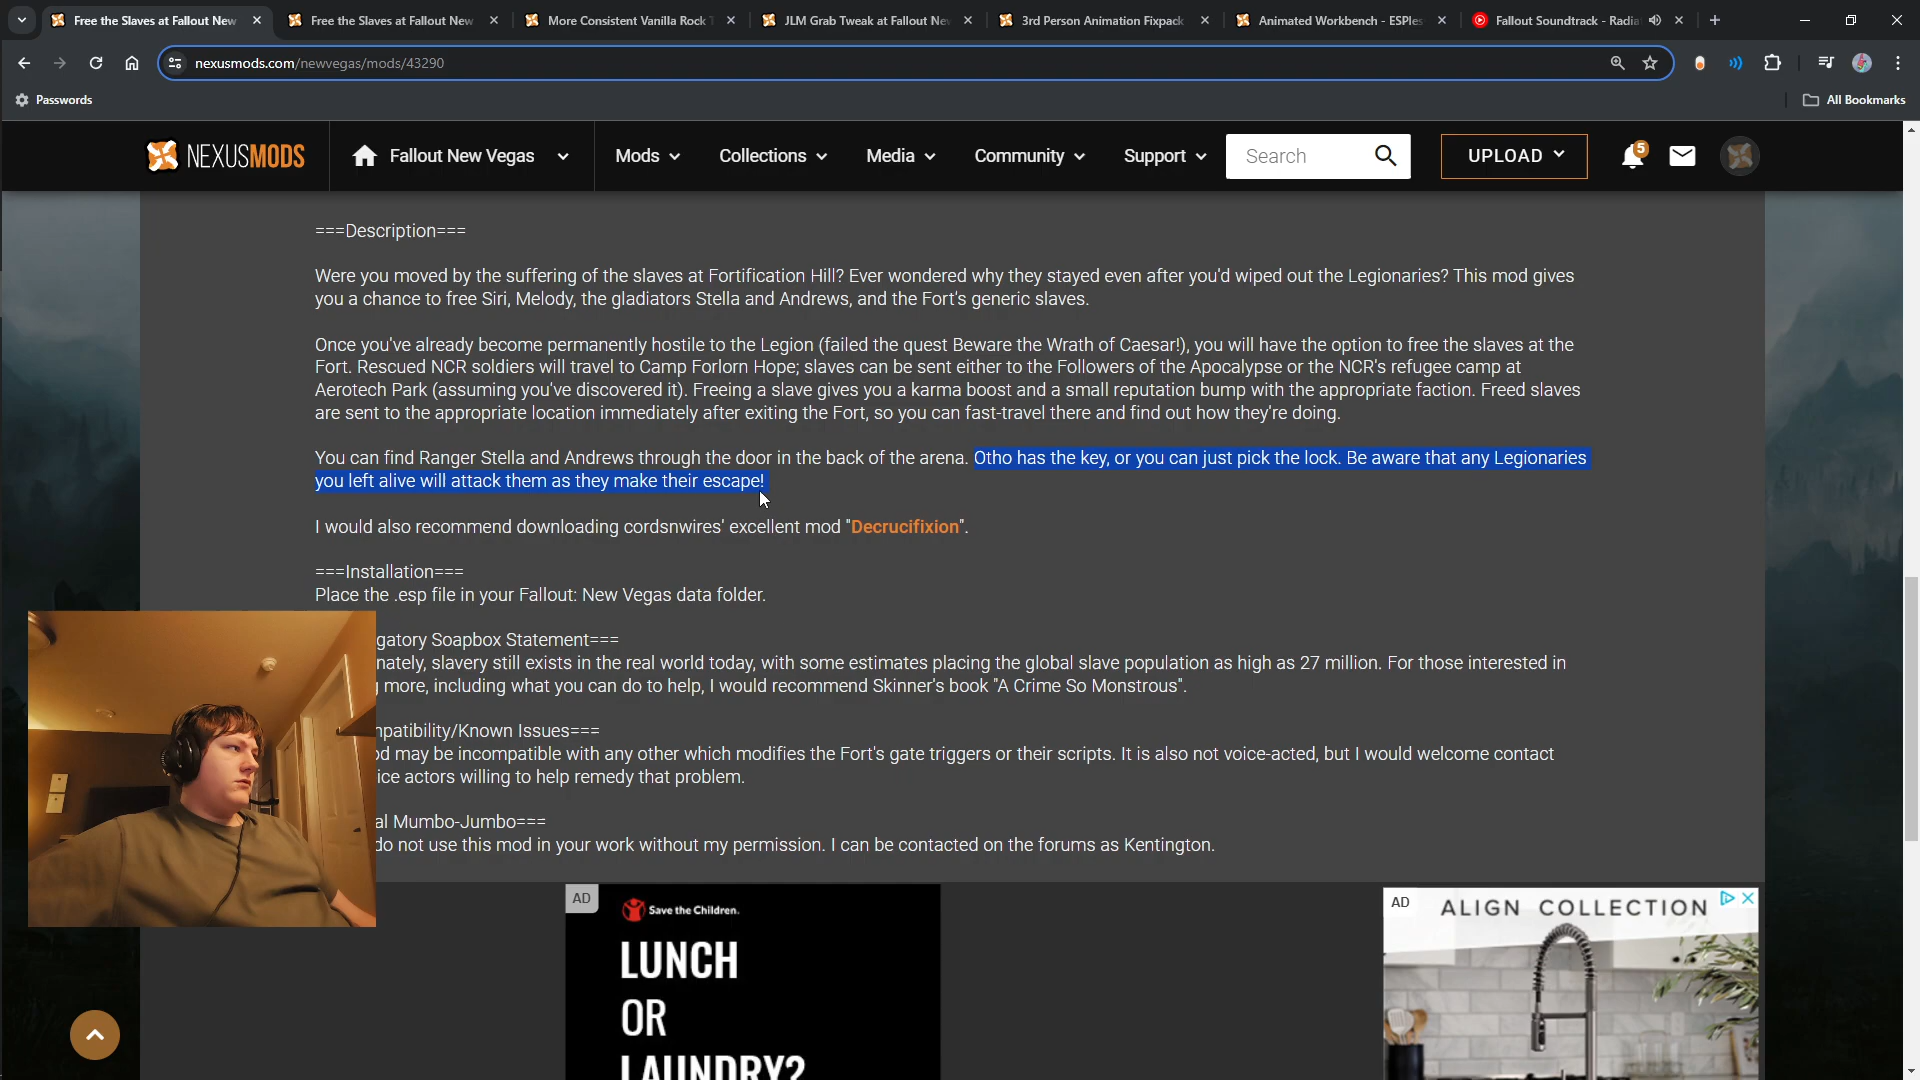 Free the Slaves at Fallout New
Free the Slaves at Fallout New
More Consistent Vanilla Rock
JLM Grab Tweak at Fallout Ne
3rd Person Animation Fixpack
Animated Workbench - ESPles
Fallout Soundtrack - Radia
nexusmods.com/newvegas/mods/43290
Passwords
All Bookmarks
NEXUSMODS
Fallout New Vegas
Mods
Collections
Media
Community
Support
Search
UPLOAD
5
===Description===
Were you moved by the suffering of the slaves at Fortification Hill? Ever wondered why they stayed even after you'd wiped out the Legionaries? This mod gives
you a chance to free Siri, Melody, the gladiators Stella and Andrews, and the Fort's generic slaves.
Once you've already become permanently hostile to the Legion (failed the quest Beware the Wrath of Caesar!), you will have the option to free the slaves at the
Fort. Rescued NCR soldiers will travel to Camp Forlorn Hope; slaves can be sent either to the Followers of the Apocalypse or the NCR's refugee camp at
Aerotech Park (assuming you've discovered it). Freeing a slave gives you a karma boost and a small reputation bump with the appropriate faction. Freed slaves
are sent to the appropriate location immediately after exiting the Fort, so you can fast-travel there and find out how they're doing.
You can find Ranger Stella and Andrews through the door in the back of the arena. Otho has the key, or you can just pick the lock. Be aware that any Legionaries
you left alive will attack them as they make their escape!
I would also recommend downloading cordsnwires' excellent mod "Decrucifixion".
===Installation===
Place the .esp file in your Fallout: New Vegas data folder.
gatory Soapbox Statement===
nately, slavery still exists in the real world today, with some estimates placing the global slave population as high as 27 million. For those interested in
more, including what you can do to help, I would recommend Skinner's book "A Crime So Monstrous".
patibility/Known Issues===
od may be incompatible with any other which modifies the Fort's gate triggers or their scripts. It is also not voice-acted, but I would welcome contact
ice actors willing to help remedy that problem.
al Mumbo-Jumbo===
do not use this mod in your work without my permission. I can be contacted on the forums as Kentington.
AD
Save the Children.
LUNCH
OR
LAUNDRY?
AD
ALIGN COLLECTION